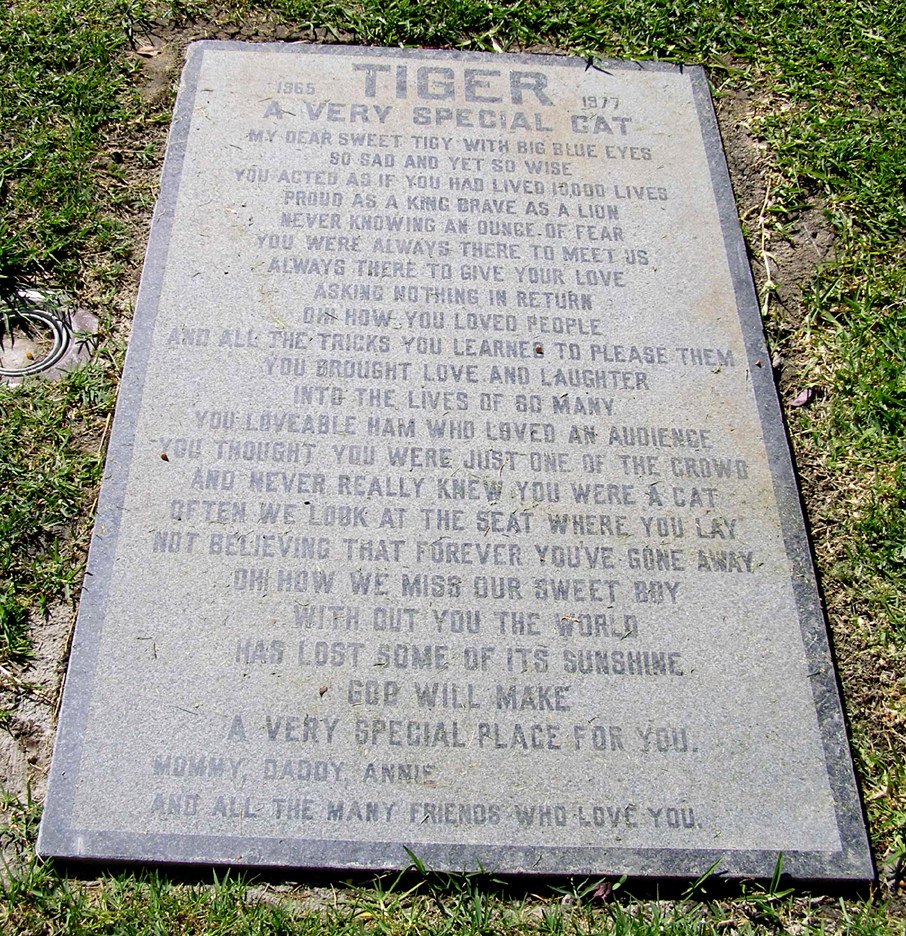 TIGER
1965 1977
A VERY SPECIAL CAT
MY DEAR SWEET TIGY WITH BIG BLUE EYES
SO SAD AND YET SO WISE
YOU ACTED AS IF YOU HAD LIVED 10000 LIVES
PROUD AS A KING BRAVE AS A LION
NEVER KNOWING AN OUNCE OF FEAR
YOU WERE ALWAYS THERE TO MEET US
ALWAYS THERE TO GIVE YOUR LOVE
ASKING NOTHING IN RETURN
OH HOW YOU LOVED PEOPLE
AND ALL THE TRICKS YOU LEARNED TO PLEASE THEM
YOU BROUGHT LOVE AND LAUGHTER
INTO THE LIVES OF SO MANY
YOU LOVEABLE HAM WHO LOVED AN AUDIENCE
YOU THOUGHT YOU WERE JUST ONE OF THE CROWD
AND NEVER REALLY KNEW YOU WERE A CAT
OFTEN WE LOOK AT THE SEAT WHERE YOU LAY
NOT BELIEVING THAT FOREVER YOU'VE GONE AWAY
OH HOW WE MISS OUR SWEET BOY
WITH OUT YOU THE WORLD
HAS LOST SOME OF ITS SUNSHINE
GOD WILL MAKE
A VERY SPECIAL PLACE FOR YOU.
MOMMY, DADDY, ANNIE
AND ALL THE MANY FRIENDS WHO LOVE YOU.